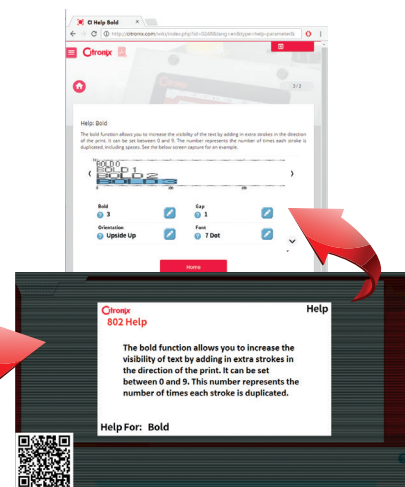 CI Help Bold
http://citronix.com/wiki/index.php?id=02d00&lang=en&type=help-parameter&
Citronix
2/2
Help: Bold
The bold function allows you to increase the visibility of the text by adding in extra strokes in the direction
of the print. It can be set between 0 and 9. The number represents the number of times each stroke is
duplicated, including spaces. See the below screen capture for an example.
BOLD 0
BOLD 1
BOLD 2
BOLD 3
Bold
3
Gap
1
Orientation
Upside Up
Font
7 Dot
Home
Citronix
Help
802 Help
The bold function allows you to increase the
visibility of text by adding in extra strokes in
the direction of the print. It can be set
between 0 and 9. This number represents the
number of times each stroke is duplicated.
Help For: Bold